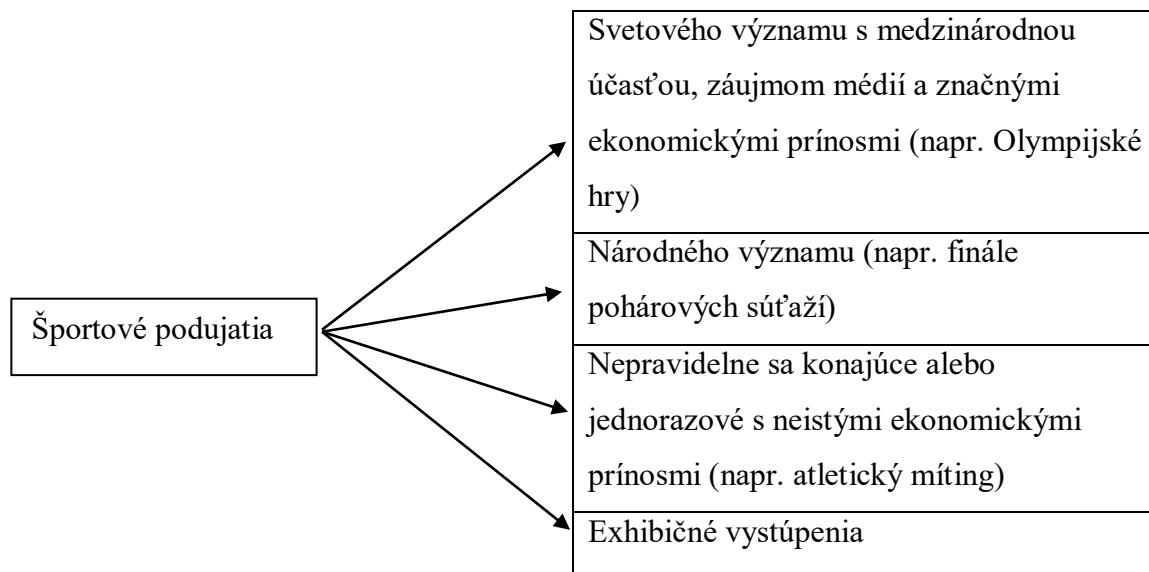 Svetového významu s medzinárodnou
účasťou, záujmom médií a značnými
ekonomickými prínosmi (napr. Olympijské
hry)
Národného významu (napr. finále
pohárových súťaží)
Športové podujatia
Nepravidelne sa konajúce alebo
jednorazové s neistými ekonomickými
prínosmi (napr. atletický míting)
Exhibičné vystúpenia